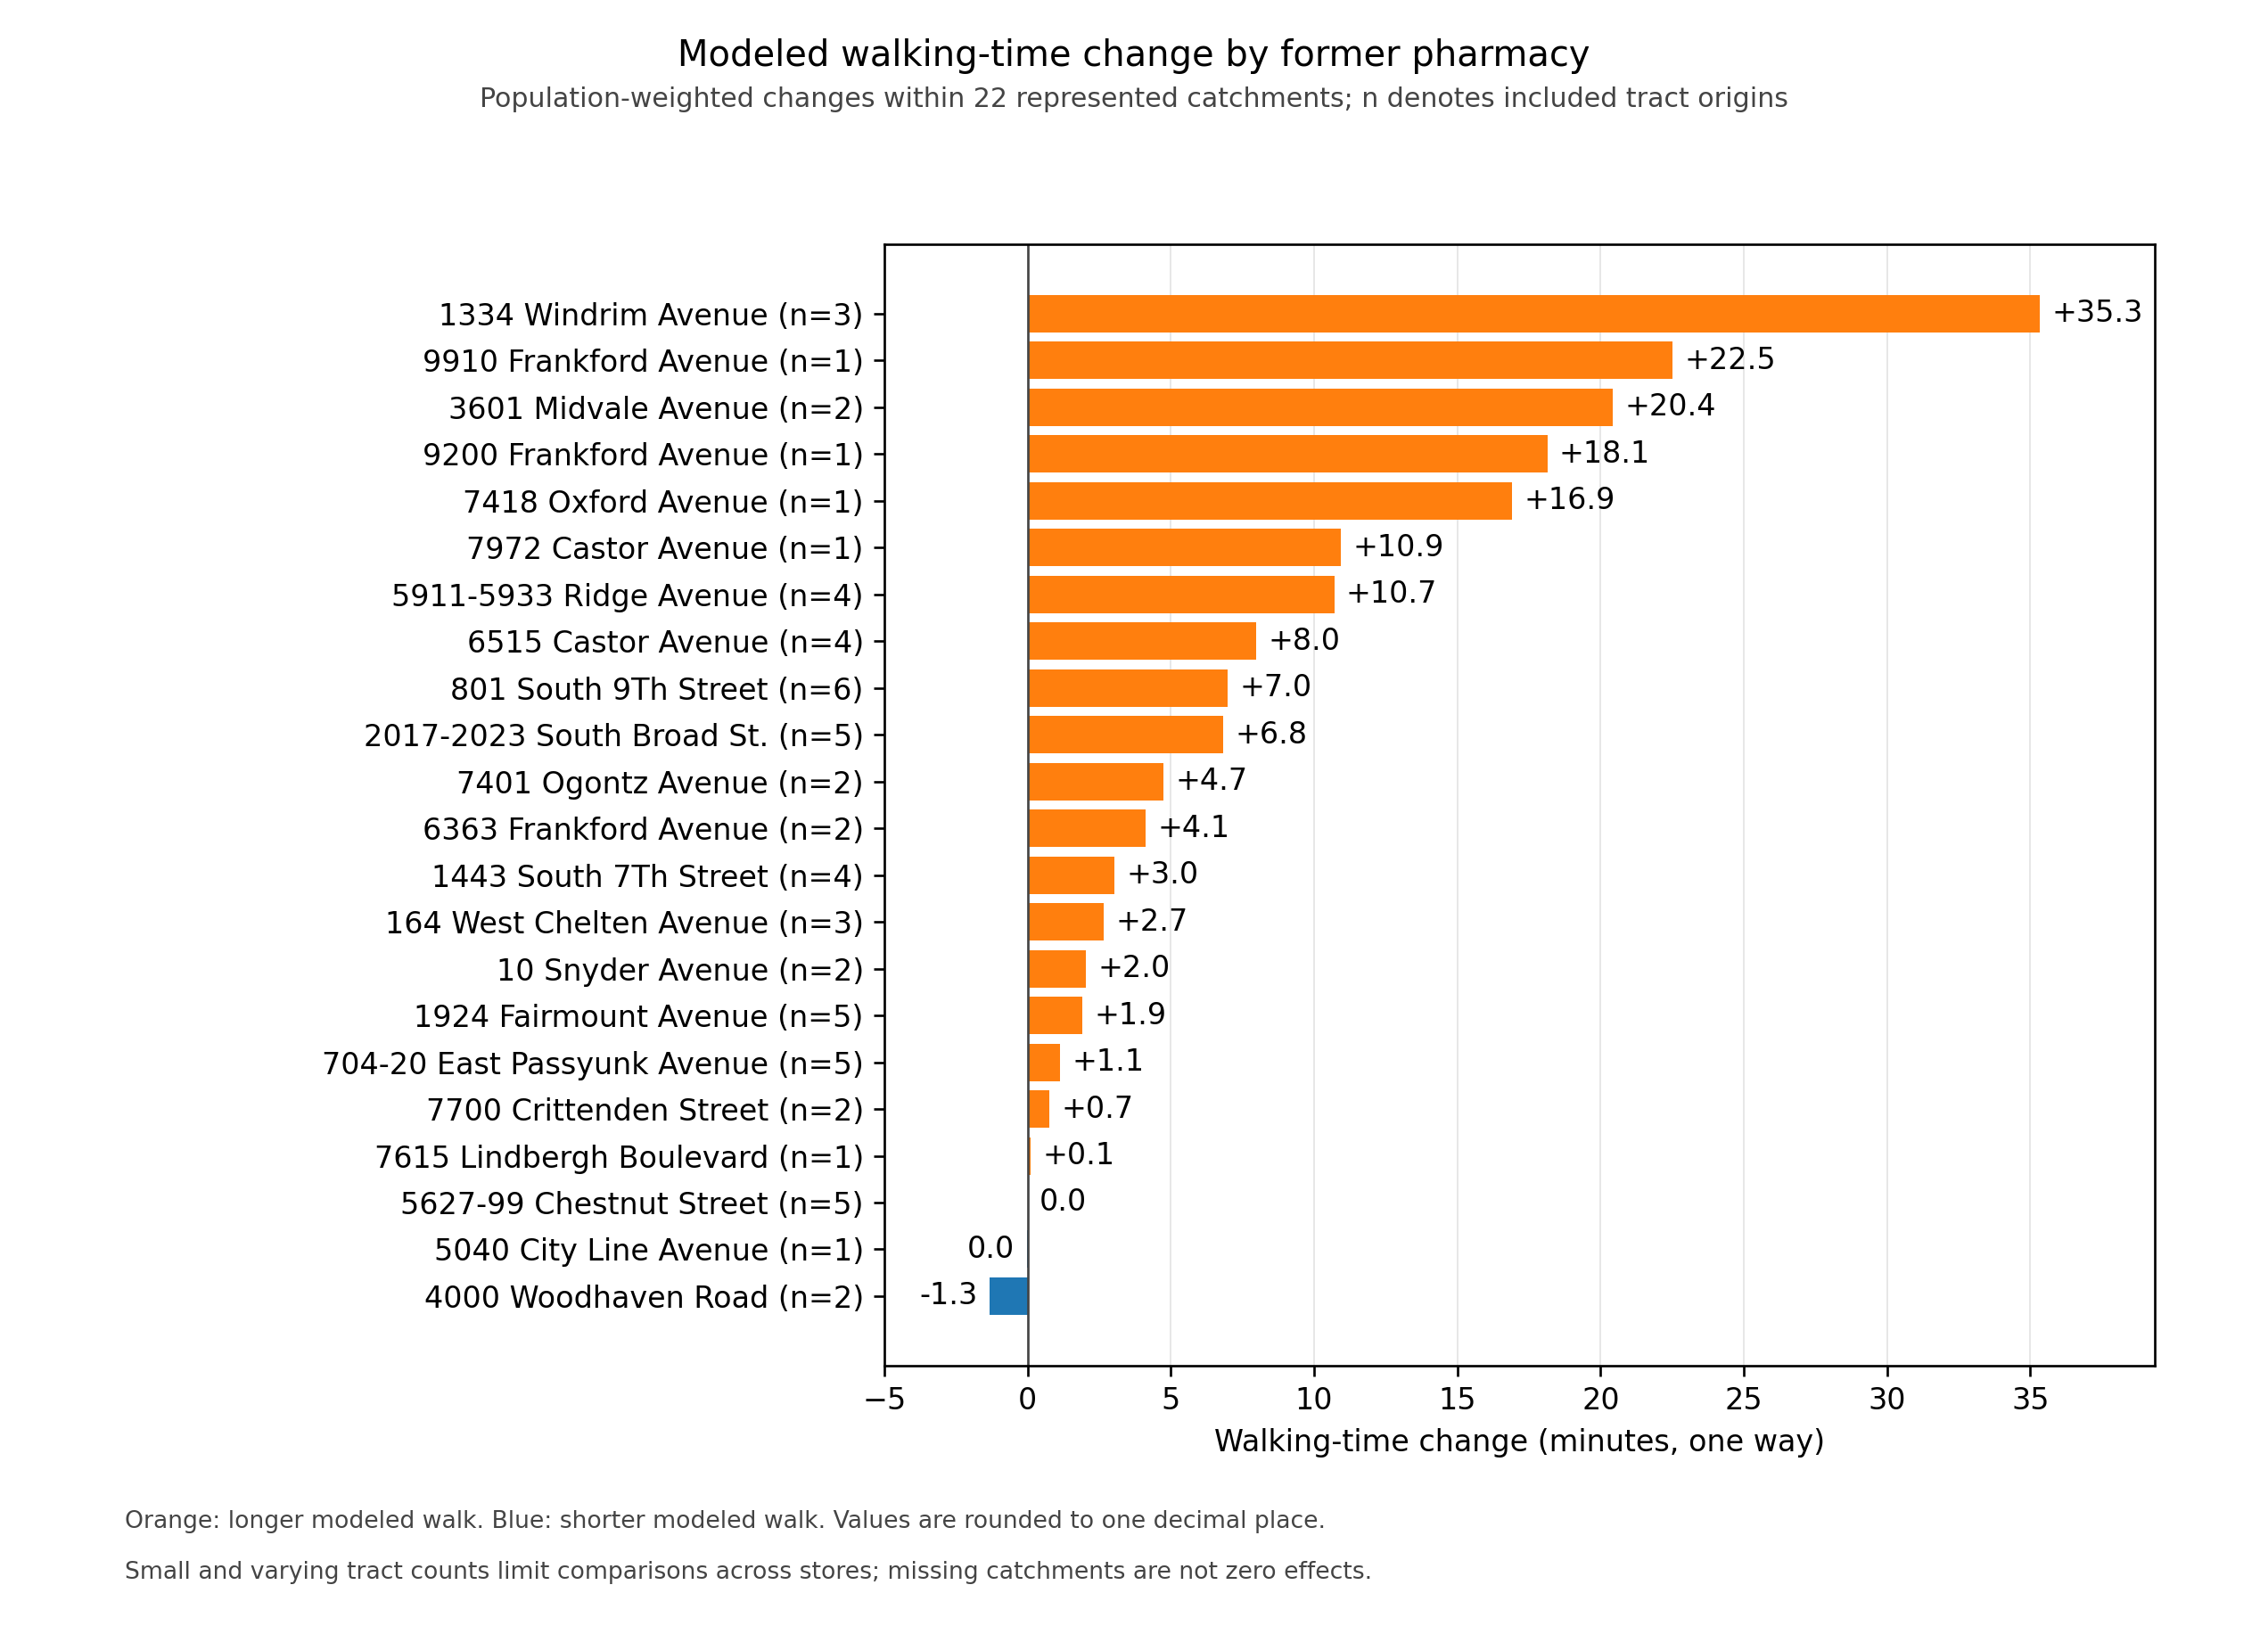 Modeled walking-time change by former pharmacy
Population-weighted changes within 22 represented catchments; n denotes included tract origins
1334 Windrim Avenue (n=3) +35.3
9910 Frankford Avenue (n=1) +22.5
3601 Midvale Avenue (n=2) +20.4
9200 Frankford Avenue (n=1) +18.1
7418 Oxford Avenue (n=1) +16.9
7972 Castor Avenue (n=1) +10.9
5911-5933 Ridge Avenue (n=4) +10.7
6515 Castor Avenue (n=4) +8.0
801 South 9Th Street (n=6) +7.0
2017-2023 South Broad St. (n=5) +6.8
7401 Ogontz Avenue (n=2) +4.7
6363 Frankford Avenue (n=2) +4.1
1443 South 7Th Street (n=4) +3.0
164 West Chelten Avenue (n=3) +2.7
10 Snyder Avenue (n=2) +2.0
1924 Fairmount Avenue (n=5) +1.9
704-20 East Passyunk Avenue (n=5) +1.1
7700 Crittenden Street (n=2) +0.7
7615 Lindbergh Boulevard (n=1) +0.1
5627-99 Chestnut Street (n=5) 0.0
5040 City Line Avenue (n=1) 0.0
4000 Woodhaven Road (n=2) -1.3
−5 0 5 10 15 20 25 30 35
Walking-time change (minutes, one way)
Orange: longer modeled walk. Blue: shorter modeled walk. Values are rounded to one decimal place.
Small and varying tract counts limit comparisons across stores; missing catchments are not zero effects.